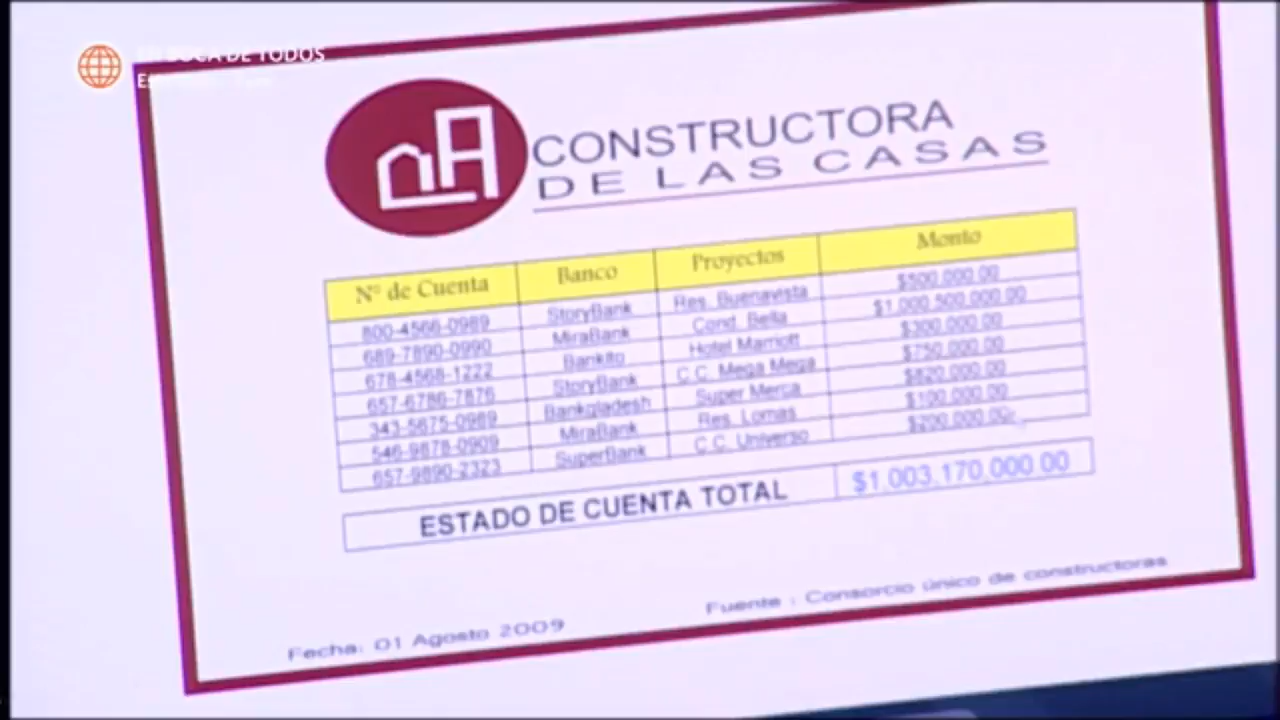 BOCA DE TODOS
CONSTRUCTORA
DE LAS CASAS
N° de Cuenta Banco Proyectos Monto
800-4566-0989 StoryBank Res. Buenavista $500.000.00
689-7890-0990 MiraBank Cond. Bella $1.000.500.000.00
678-4568-1222 Bankito Hotel Marriott $300.000.00
657-6786-7876 StoryBank C.C. Mega Mega $750.000.00
343-5675-0989 Bankgladesh Super Merca $820.000.00
546-9878-0909 MiraBank Res. Lomas $100.000.00
657-9890-2323 SuperBank C.C. Universo $200.000.00
ESTADO DE CUENTA TOTAL $1.003.170.000.00
Fuente : Consorcio único de constructoras
Fecha: 01 Agosto 2009